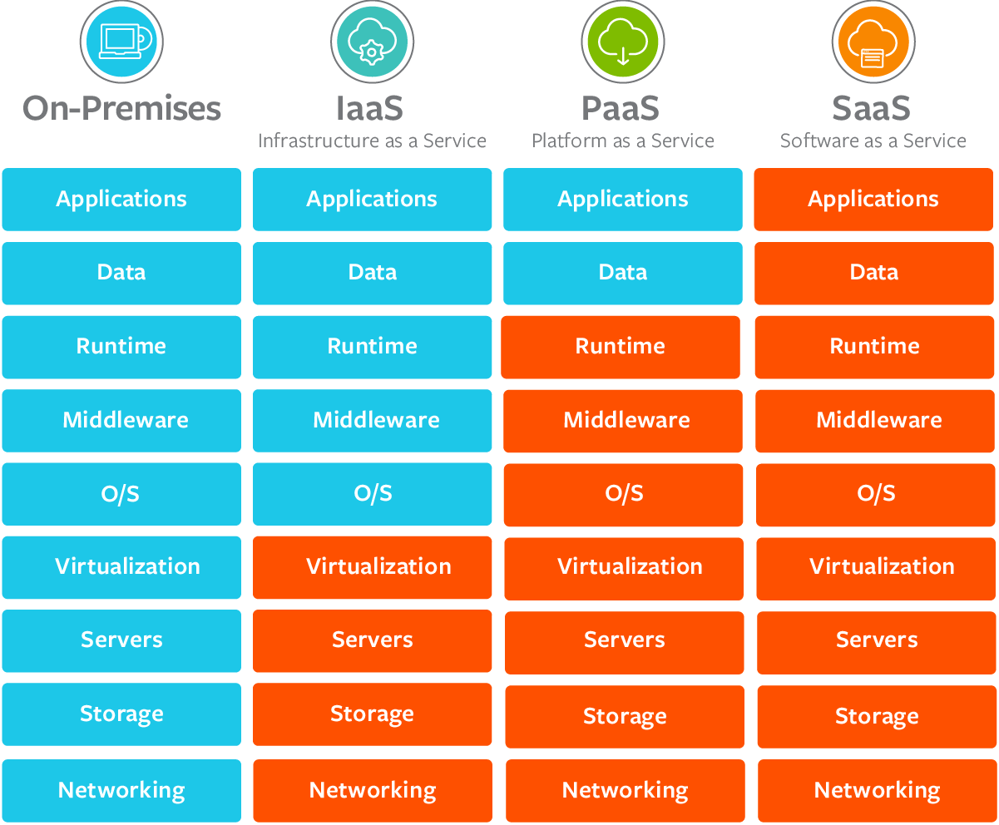 On-Premises
IaaS
Infrastructure as a Service
PaaS
Platform as a Service
SaaS
Software as a Service
Applications
Applications
Applications
Applications
Data
Data
Data
Data
Runtime
Runtime
Runtime
Runtime
Middleware
Middleware
Middleware
Middleware
O/S
O/S
O/S
O/S
Virtualization
Virtualization
Virtualization
Virtualization
Servers
Servers
Servers
Servers
Storage
Storage
Storage
Storage
Networking
Networking
Networking
Networking